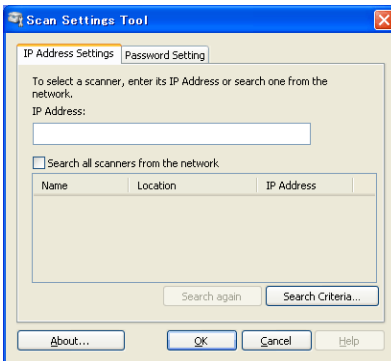 Scan Settings Tool
IP Address Settings Password Setting
To select a scanner, enter its IP Address or search one from the
network.
IP Address:
Search all scanners from the network
Name Location IP Address
Search again Search Criteria...
About... OK Cancel Help